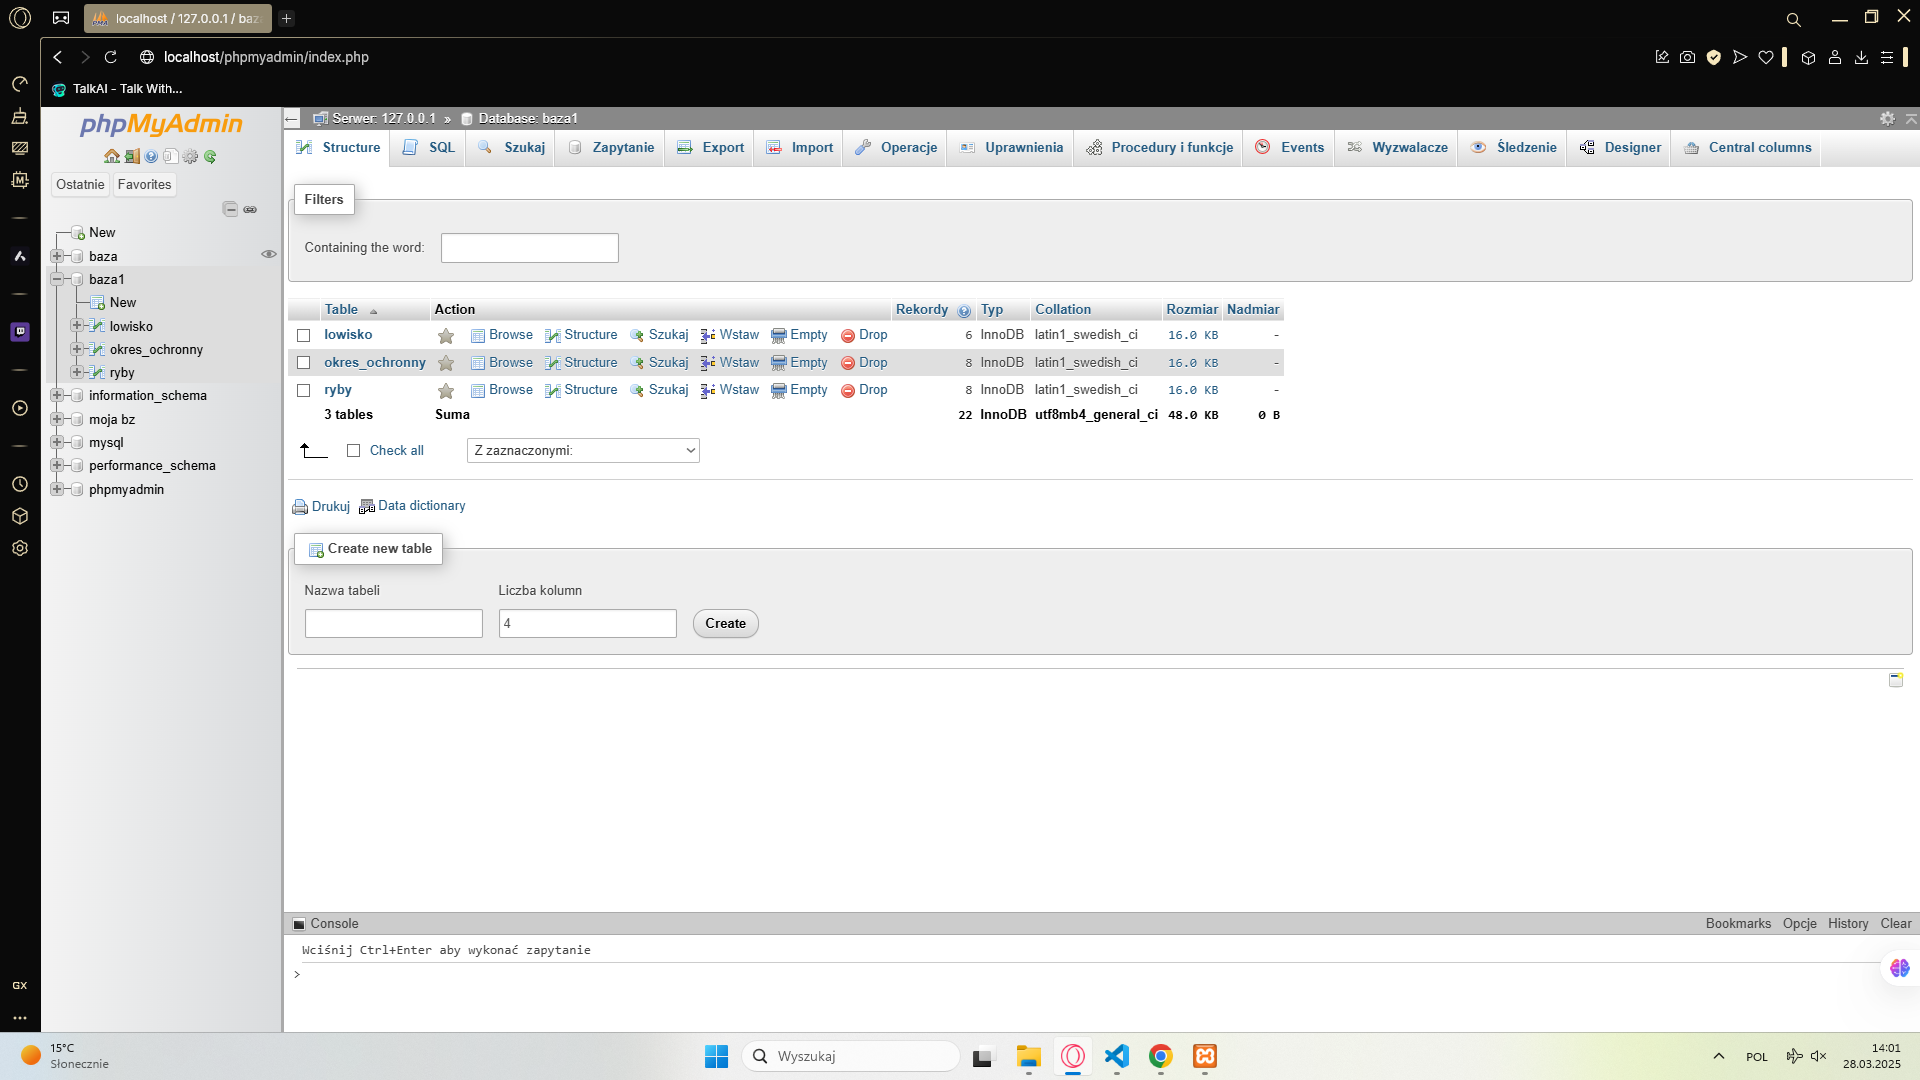 localhost / 127.0.0.1 / baz
localhost/phpmyadmin/index.php
TalkAI - Talk With...
phpMyAdmin
Ostatnie Favorites
New
baza
baza1
New
lowisko
okres_ochronny
ryby
information_schema
moja bz
mysql
performance_schema
phpmyadmin
GX
Serwer: 127.0.0.1 » Database: baza1
Structure SQL Szukaj Zapytanie Export Import Operacje Uprawnienia Procedury i funkcje Events Wyzwalacze Śledzenie Designer Central columns
Filters
Containing the word:
Table Action Rekordy Typ Collation Rozmiar Nadmiar
lowisko Browse Structure Szukaj Wstaw Empty Drop 6 InnoDB latin1_swedish_ci 16.0 KB -
okres_ochronny Browse Structure Szukaj Wstaw Empty Drop 8 InnoDB latin1_swedish_ci 16.0 KB -
ryby Browse Structure Szukaj Wstaw Empty Drop 8 InnoDB latin1_swedish_ci 16.0 KB -
3 tables Suma 22 InnoDB utf8mb4_general_ci 48.0 KB 0 B
Check all Z zaznaczonymi:
Drukuj Data dictionary
Create new table
Nazwa tabeli Liczba kolumn
4 Create
Console Bookmarks Opcje History Clear
Wciśnij Ctrl+Enter aby wykonać zapytanie
>
15°C
Słonecznie
Wyszukaj
POL
14:01
28.03.2025